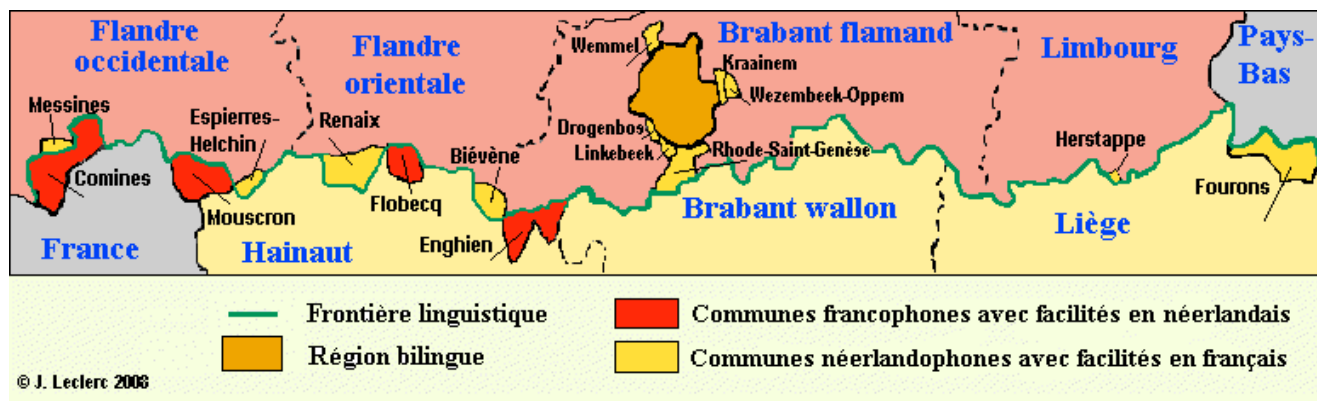 Flandre
occidentale
Flandre
orientale
Brabant flamand
Limbourg
Pays-
Bas
Wemmel
Kraainem
Wezembeek-Oppem
Messines
Espierres-
Helchin
Renaix
Biévène
Drogenbos
Linkebeek
Rhode-Saint-Genèse
Herstappe
Comines
Mouscron
Flobecq
Enghien
Fourons
France
Hainaut
Brabant wallon
Liège
Frontière linguistique
Région bilingue
Communes francophones avec facilités en néerlandais
Communes néerlandophones avec facilités en français
© J. Leclerc 2008